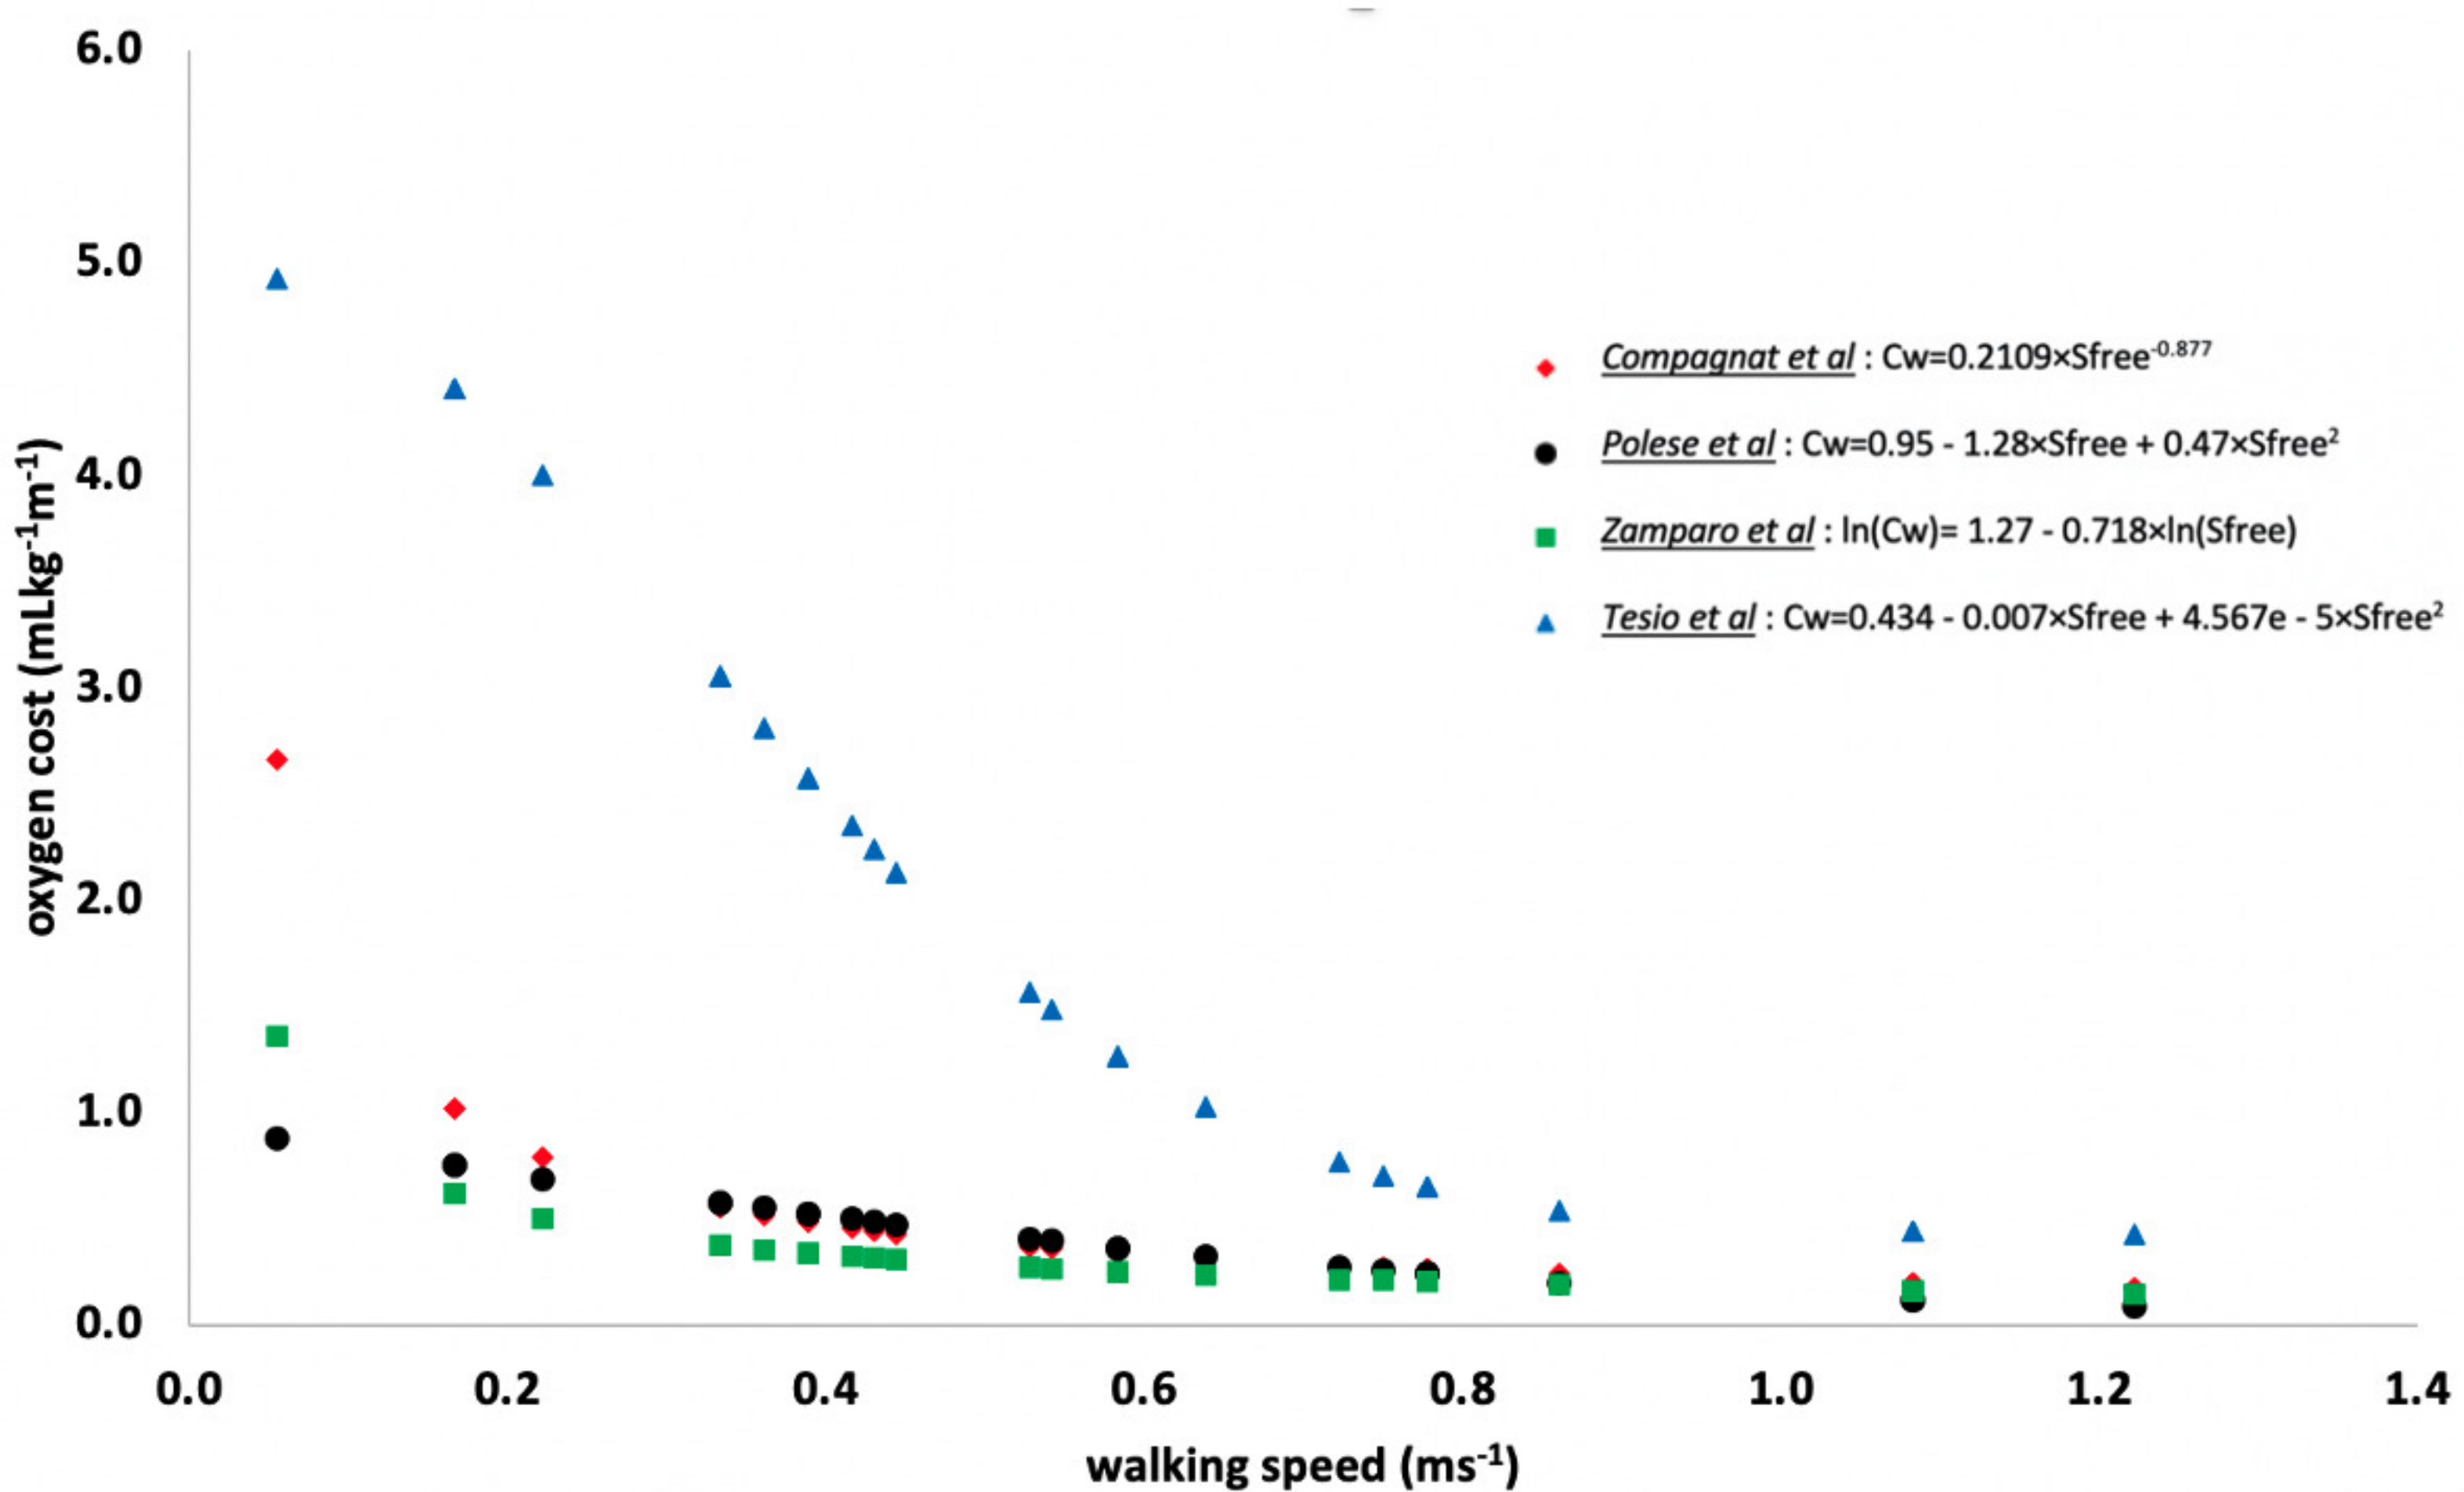 6.0
5.0
4.0
3.0
2.0
1.0
0.0
oxygen cost (mLkg⁻¹m⁻¹)
Compagnat et al : Cw=0.2109×Sfree⁻⁰·⁸⁷⁷
Polese et al : Cw=0.95 - 1.28×Sfree + 0.47×Sfree²
Zamparo et al : ln(Cw)= 1.27 - 0.718×ln(Sfree)
Tesio et al : Cw=0.434 - 0.007×Sfree + 4.567e - 5×Sfree²
0.0 0.2 0.4 0.6 0.8 1.0 1.2 1.4
walking speed (ms⁻¹)